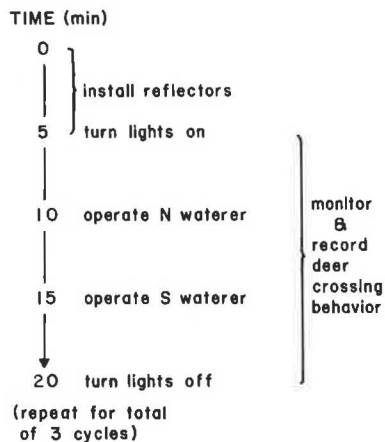 TIME (min)
0
install reflectors
5 turn lights on
10 operate N waterer
15 operate S waterer
20 turn lights off
(repeat for total
of 3 cycles)
monitor
&
record
deer
crossing
behavior